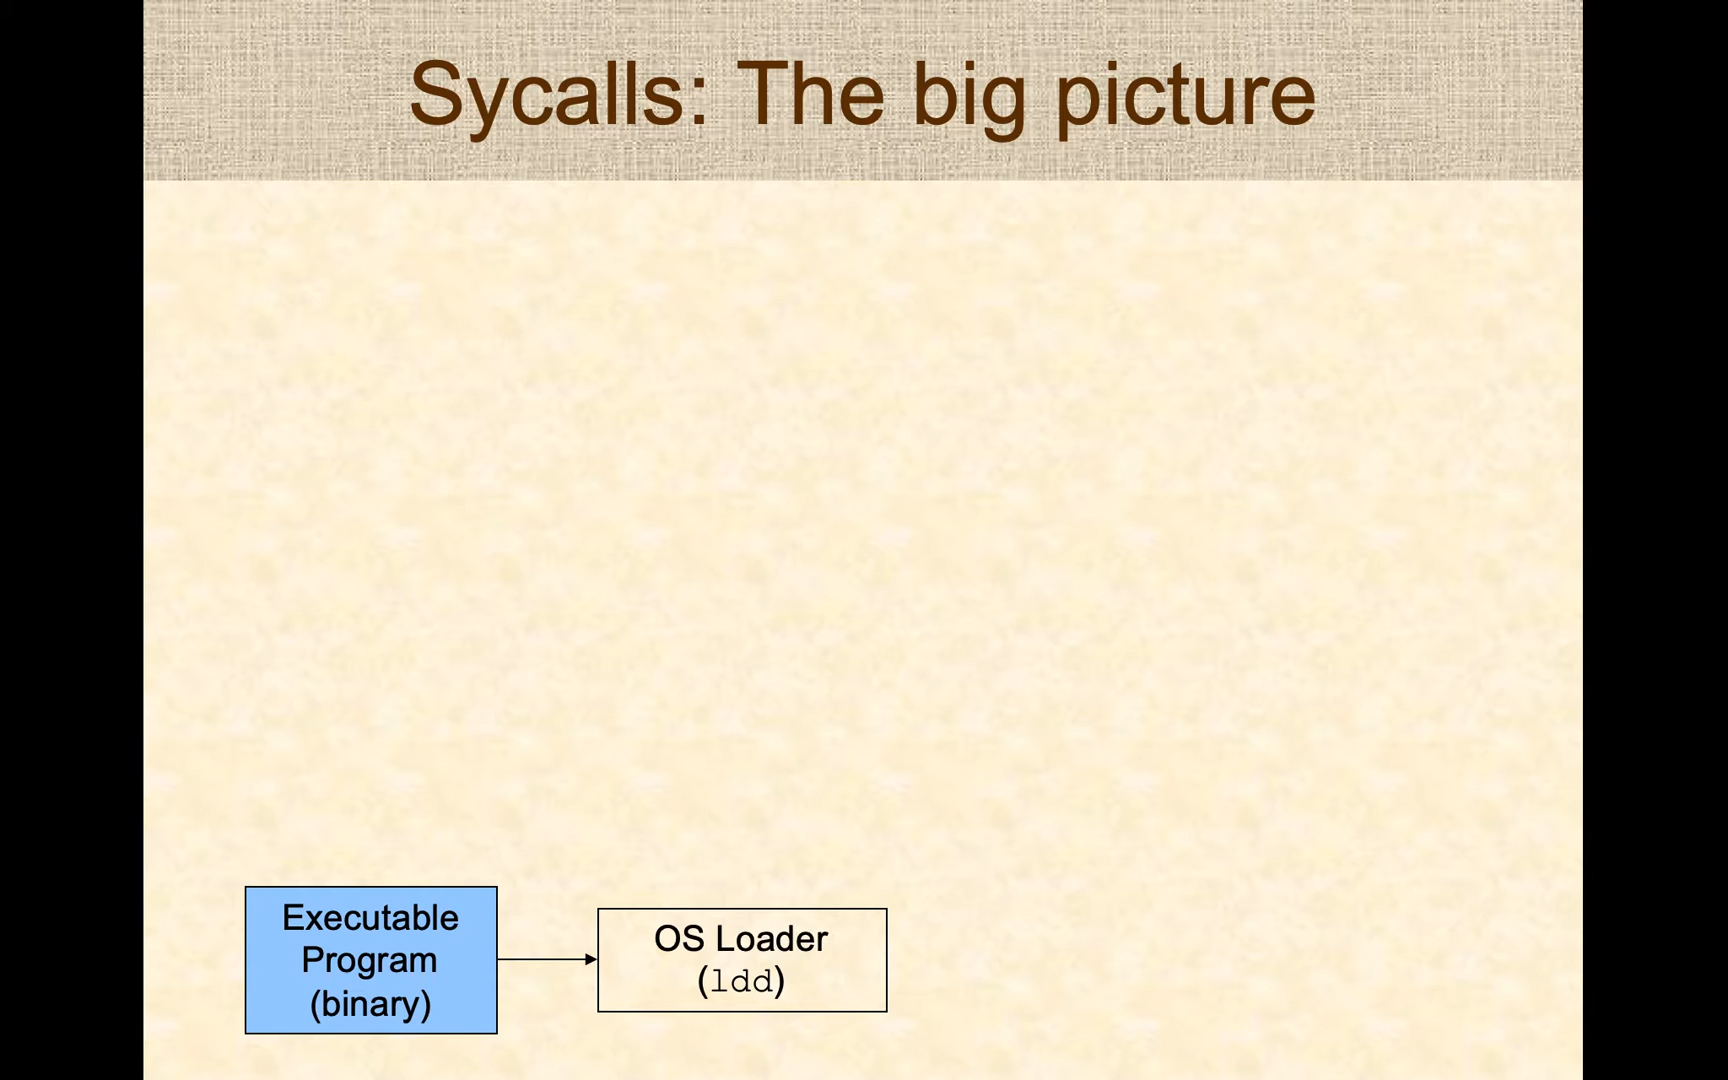 Sycalls: The big picture
Executable
Program
(binary)
OS Loader
(ldd)